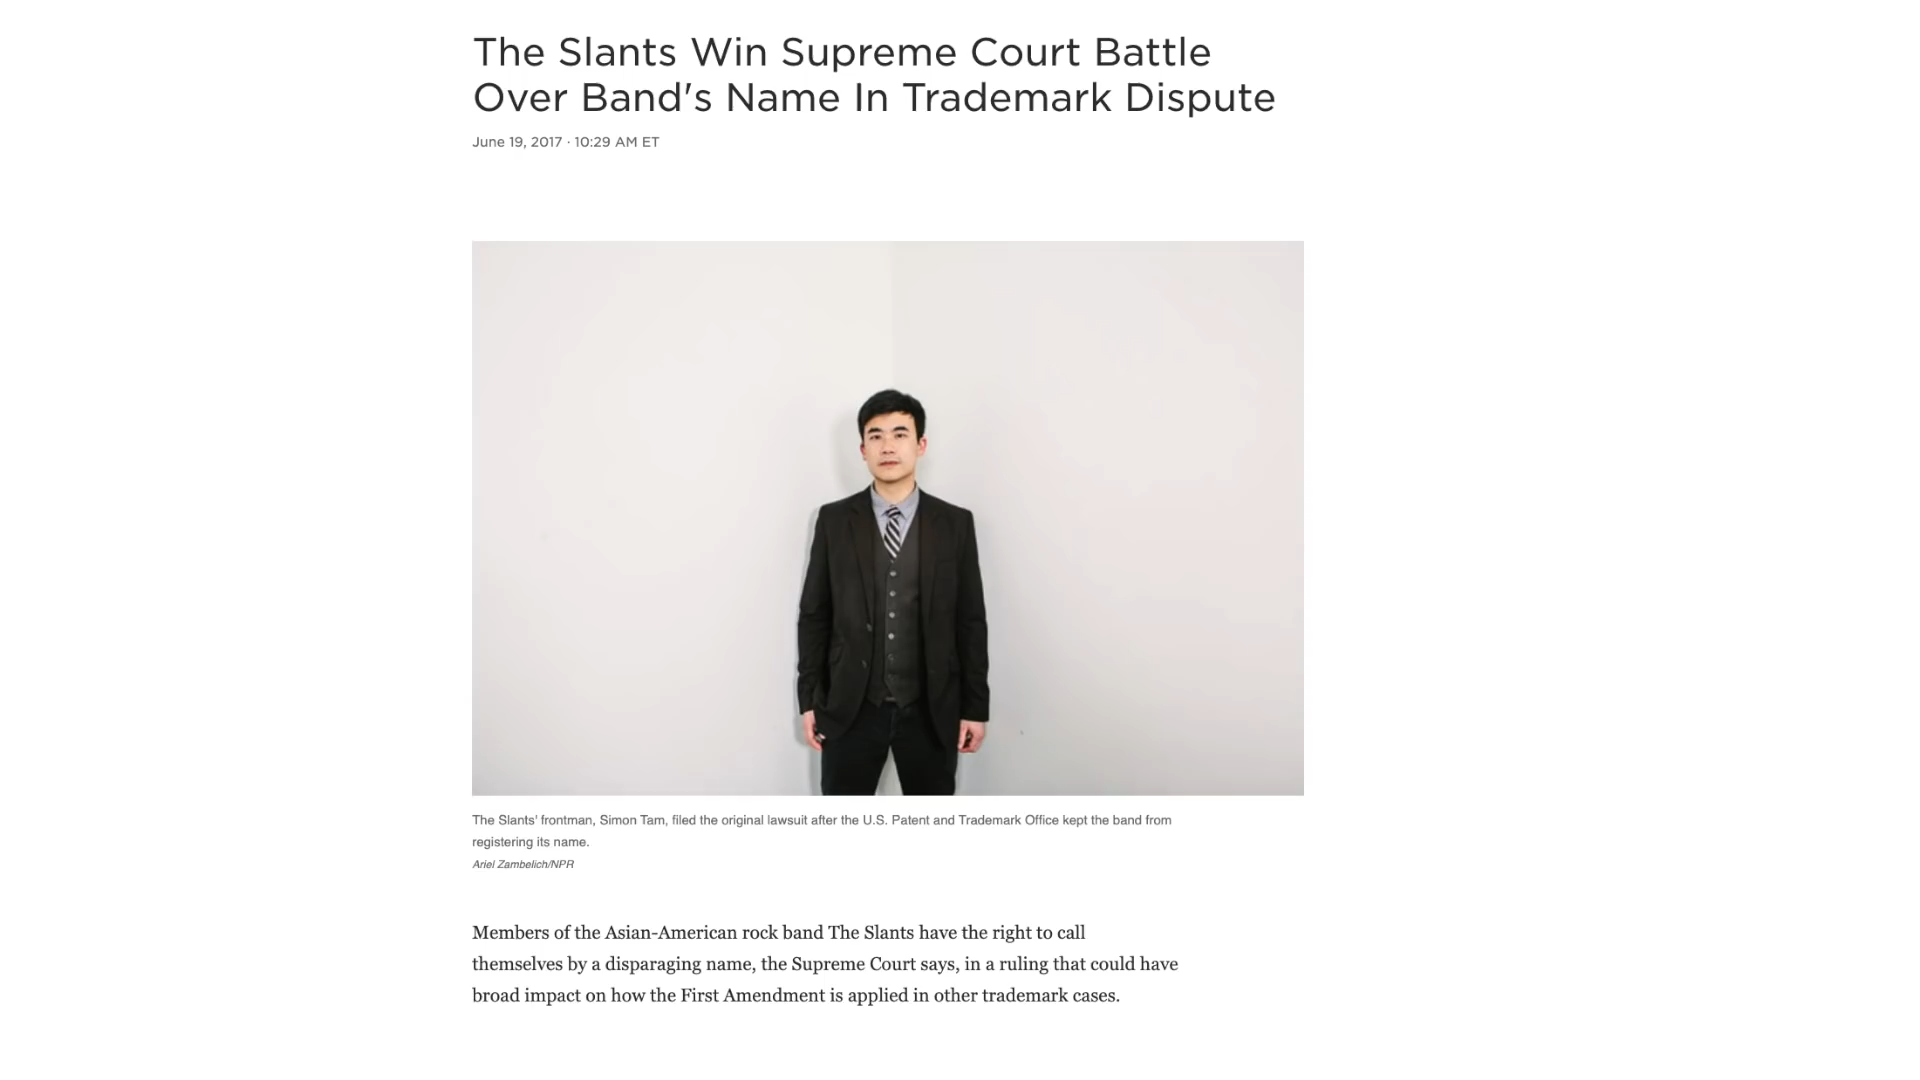 The Slants Win Supreme Court Battle
Over Band's Name In Trademark Dispute
June 19, 2017 · 10:29 AM ET
The Slants' frontman, Simon Tam, filed the original lawsuit after the U.S. Patent and Trademark Office kept the band from
registering its name.
Ariel Zambelich/NPR
Members of the Asian-American rock band The Slants have the right to call
themselves by a disparaging name, the Supreme Court says, in a ruling that could have
broad impact on how the First Amendment is applied in other trademark cases.